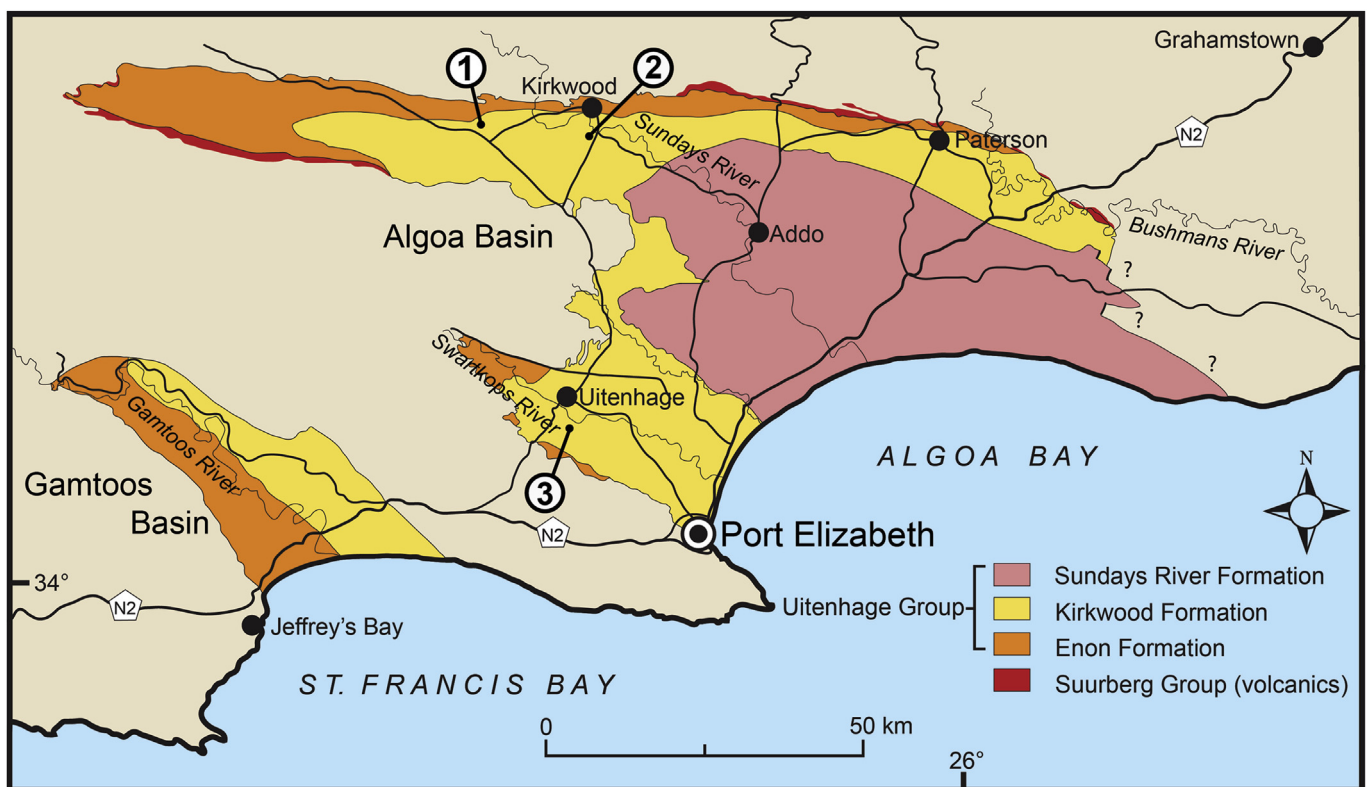 Grahamstown
1
2
Kirkwood
N2
Sundays River
Paterson
Algoa Basin
Addo
Bushmans River
?
?
?
Swartkops River
Uitenhage
Gamtoos River
ALGOA BAY
Gamtoos
Basin
3
N
N2
Port Elizabeth
34°
N2
Jeffrey's Bay
Uitenhage Group
Sundays River Formation
Kirkwood Formation
Enon Formation
Suurberg Group (volcanics)
ST. FRANCIS BAY
0
50 km
26°